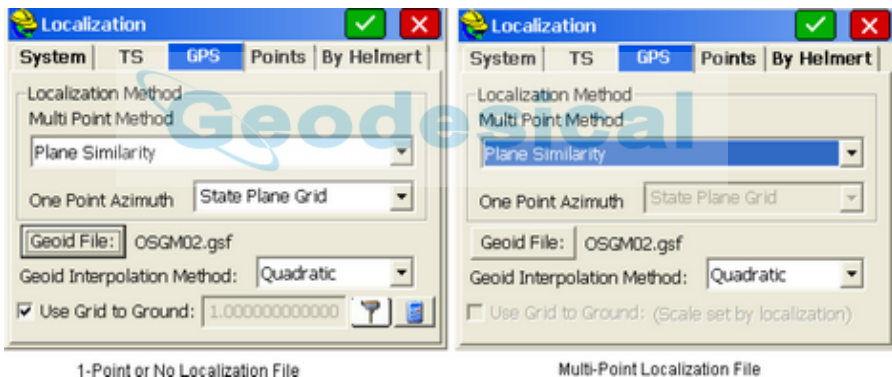 Localization
System TS GPS Points By Helmert
Localization Method
Multi Point Method
Plane Similarity
One Point Azimuth State Plane Grid
Geoid File: OSGM02.gsf
Geoid Interpolation Method: Quadratic
Use Grid to Ground: 1.000000000000
1-Point or No Localization File
Localization
System TS GPS Points By Helmert
Localization Method
Multi Point Method
Plane Similarity
One Point Azimuth State Plane Grid
Geoid File: OSGM02.gsf
Geoid Interpolation Method: Quadratic
Use Grid to Ground: (Scale set by localization)
Multi-Point Localization File
Geodesical